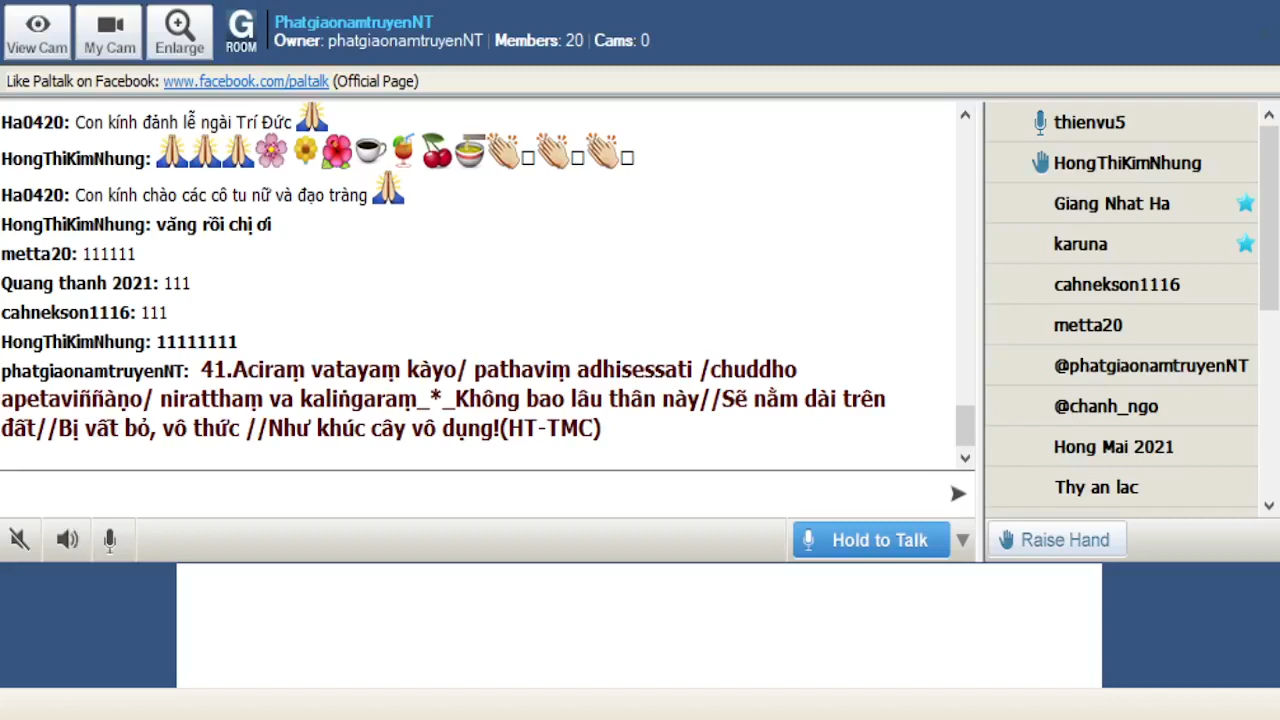 View Cam
My Cam
Enlarge
G
ROOM
PhatgiaonamtruyenNT
Owner: phatgiaonamtruyenNT | Members: 20 | Cams: 0
Like Paltalk on Facebook: www.facebook.com/paltalk (Official Page)
Ha0420: Con kính đảnh lễ ngài Trí Đức 🙏
HongThiKimNhung: 🙏🙏🙏🌸🌼🌺☕🍹🍒🍵👏□👏□👏□
Ha0420: Con kính chào các cô tu nữ và đạo tràng 🙏
HongThiKimNhung: văng rồi chị ơi
metta20: 111111
Quang thanh 2021: 111
cahnekson1116: 111
HongThiKimNhung: 11111111
phatgiaonamtruyenNT: 41.Aciraṃ vatayaṃ kàyo/ pathaviṃ adhisessati /chuddho
apetaviññàṇo/ niratthaṃ va kaliṅgaraṃ_*_Không bao lâu thân này//Sẽ nằm dài trên
đất//Bị vất bỏ, vô thức //Như khúc cây vô dụng!(HT-TMC)
thienvu5
HongThiKimNhung
Giang Nhat Ha
karuna
cahnekson1116
metta20
@phatgiaonamtruyenNT
@chanh_ngo
Hong Mai 2021
Thy an lac
Hold to Talk
Raise Hand